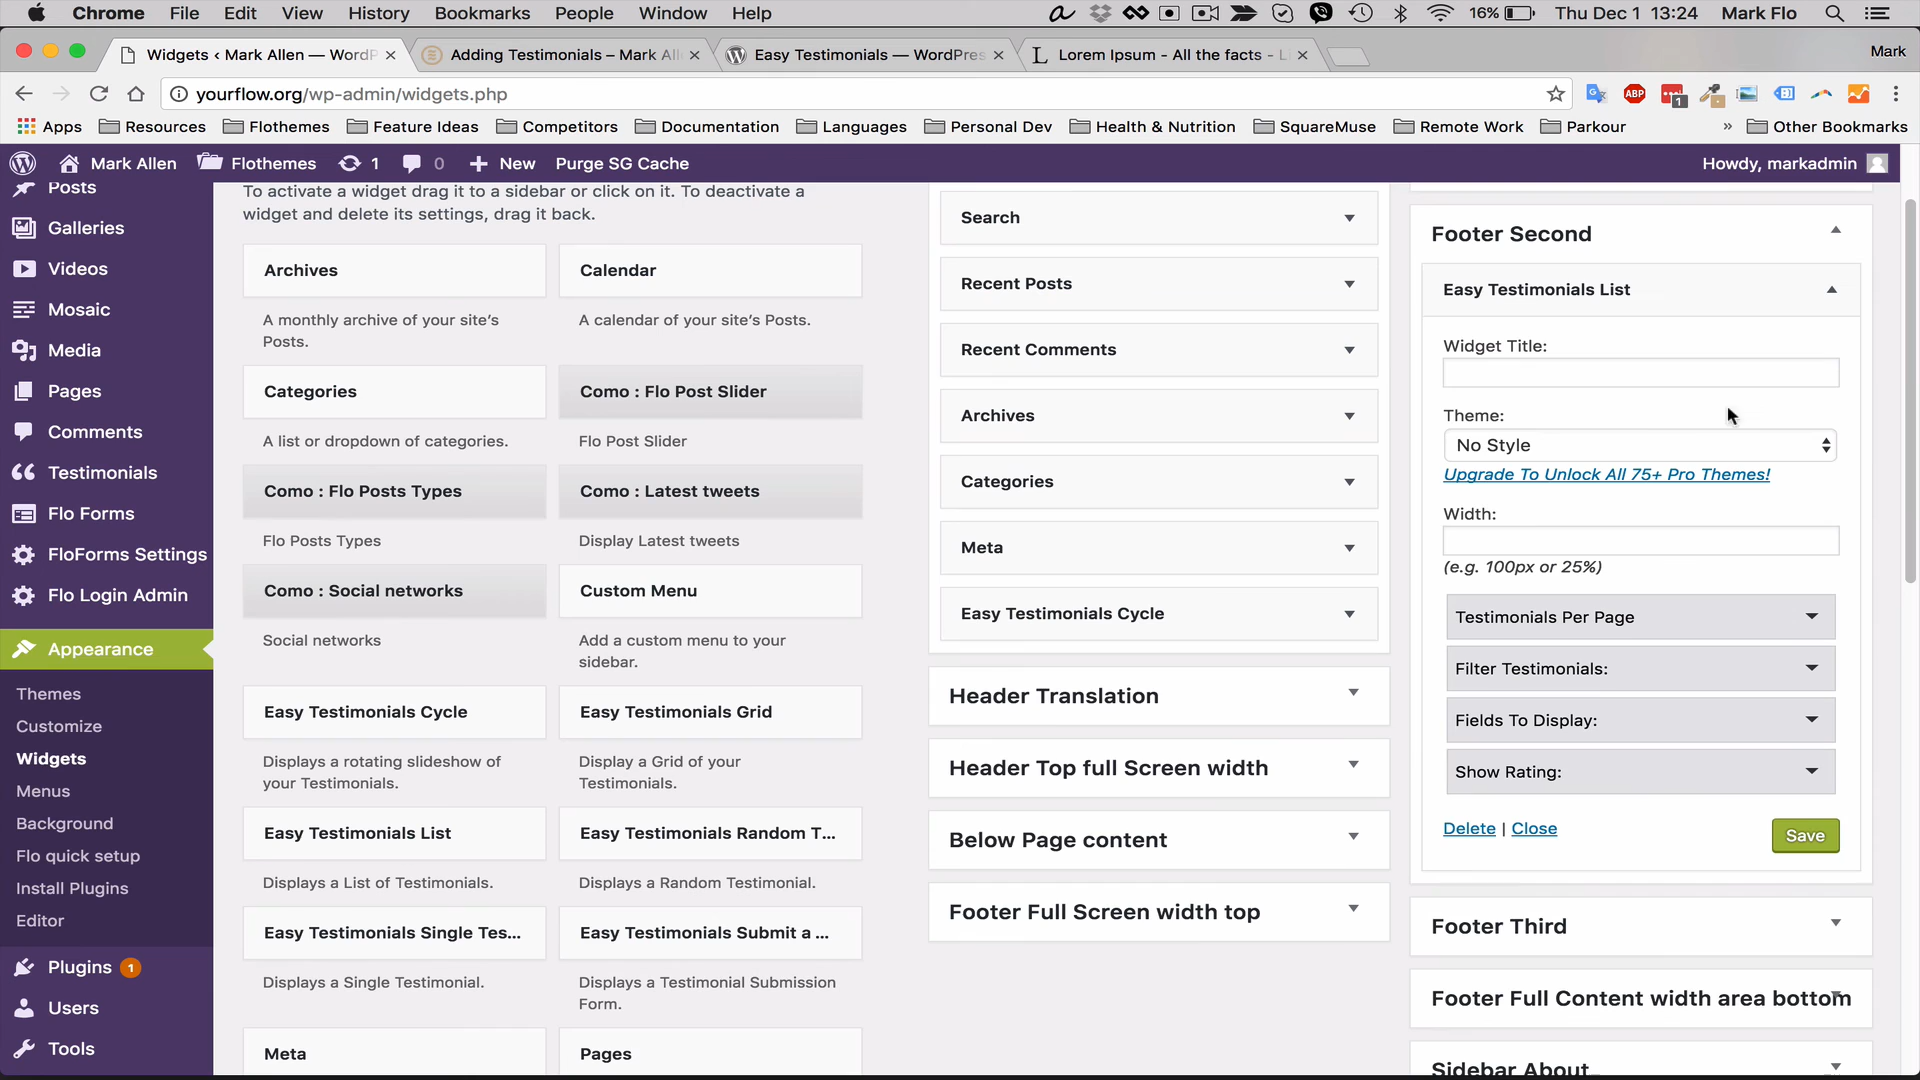 Chrome File Edit View History Bookmarks People Window Help 16% Thu Dec 1 13:24 Mark Flo
Widgets ‹ Mark Allen — WordP
Adding Testimonials – Mark All
Easy Testimonials — WordPres
Lorem Ipsum - All the facts - Li
Mark
yourflow.org/wp-admin/widgets.php
ABP
1
Apps Resources Flothemes Feature Ideas Competitors Documentation Languages Personal Dev Health & Nutrition SquareMuse Remote Work Parkour » Other Bookmarks
Mark Allen Flothemes 1 0 New Purge SG Cache Howdy, markadmin
Posts
Galleries
Videos
Mosaic
Media
Pages
Comments
Testimonials
Flo Forms
FloForms Settings
Flo Login Admin
Appearance
Themes
Customize
Widgets
Menus
Background
Flo quick setup
Install Plugins
Editor
Plugins 1
Users
Tools
To activate a widget drag it to a sidebar or click on it. To deactivate a
widget and delete its settings, drag it back.
Archives
A monthly archive of your site's
Posts.
Calendar
A calendar of your site's Posts.
Categories
A list or dropdown of categories.
Como : Flo Post Slider
Flo Post Slider
Como : Flo Posts Types
Flo Posts Types
Como : Latest tweets
Display Latest tweets
Como : Social networks
Social networks
Custom Menu
Add a custom menu to your
sidebar.
Easy Testimonials Cycle
Displays a rotating slideshow of
your Testimonials.
Easy Testimonials Grid
Display a Grid of your
Testimonials.
Easy Testimonials List
Displays a List of Testimonials.
Easy Testimonials Random T...
Displays a Random Testimonial.
Easy Testimonials Single Tes...
Displays a Single Testimonial.
Easy Testimonials Submit a ...
Displays a Testimonial Submission
Form.
Meta
Pages
Search
Recent Posts
Recent Comments
Archives
Categories
Meta
Easy Testimonials Cycle
Header Translation
Header Top full Screen width
Below Page content
Footer Full Screen width top
Footer Second
Easy Testimonials List
Widget Title:
Theme:
No Style
Upgrade To Unlock All 75+ Pro Themes!
Width:
(e.g. 100px or 25%)
Testimonials Per Page
Filter Testimonials:
Fields To Display:
Show Rating:
Delete | Close
Save
Footer Third
Footer Full Content width area bottom
Sidebar About